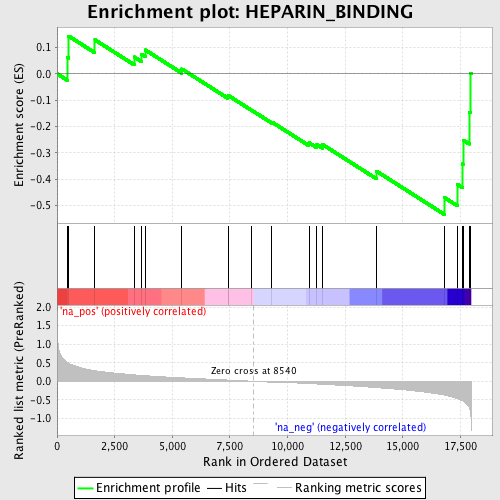 Enrichment plot: HEPARIN_BINDING
Enrichment score (ES)
0.1
0.0
-0.1
-0.2
-0.3
-0.4
-0.5
'na_pos' (positively correlated)
Ranked list metric (PreRanked)
2.0
1.5
1.0
0.5
0.0
-0.5
-1.0
Zero cross at 8540
'na_neg' (negatively correlated)
0 2,500 5,000 7,500 10,000 12,500 15,000 17,500
Rank in Ordered Dataset
Enrichment profile Hits Ranking metric scores